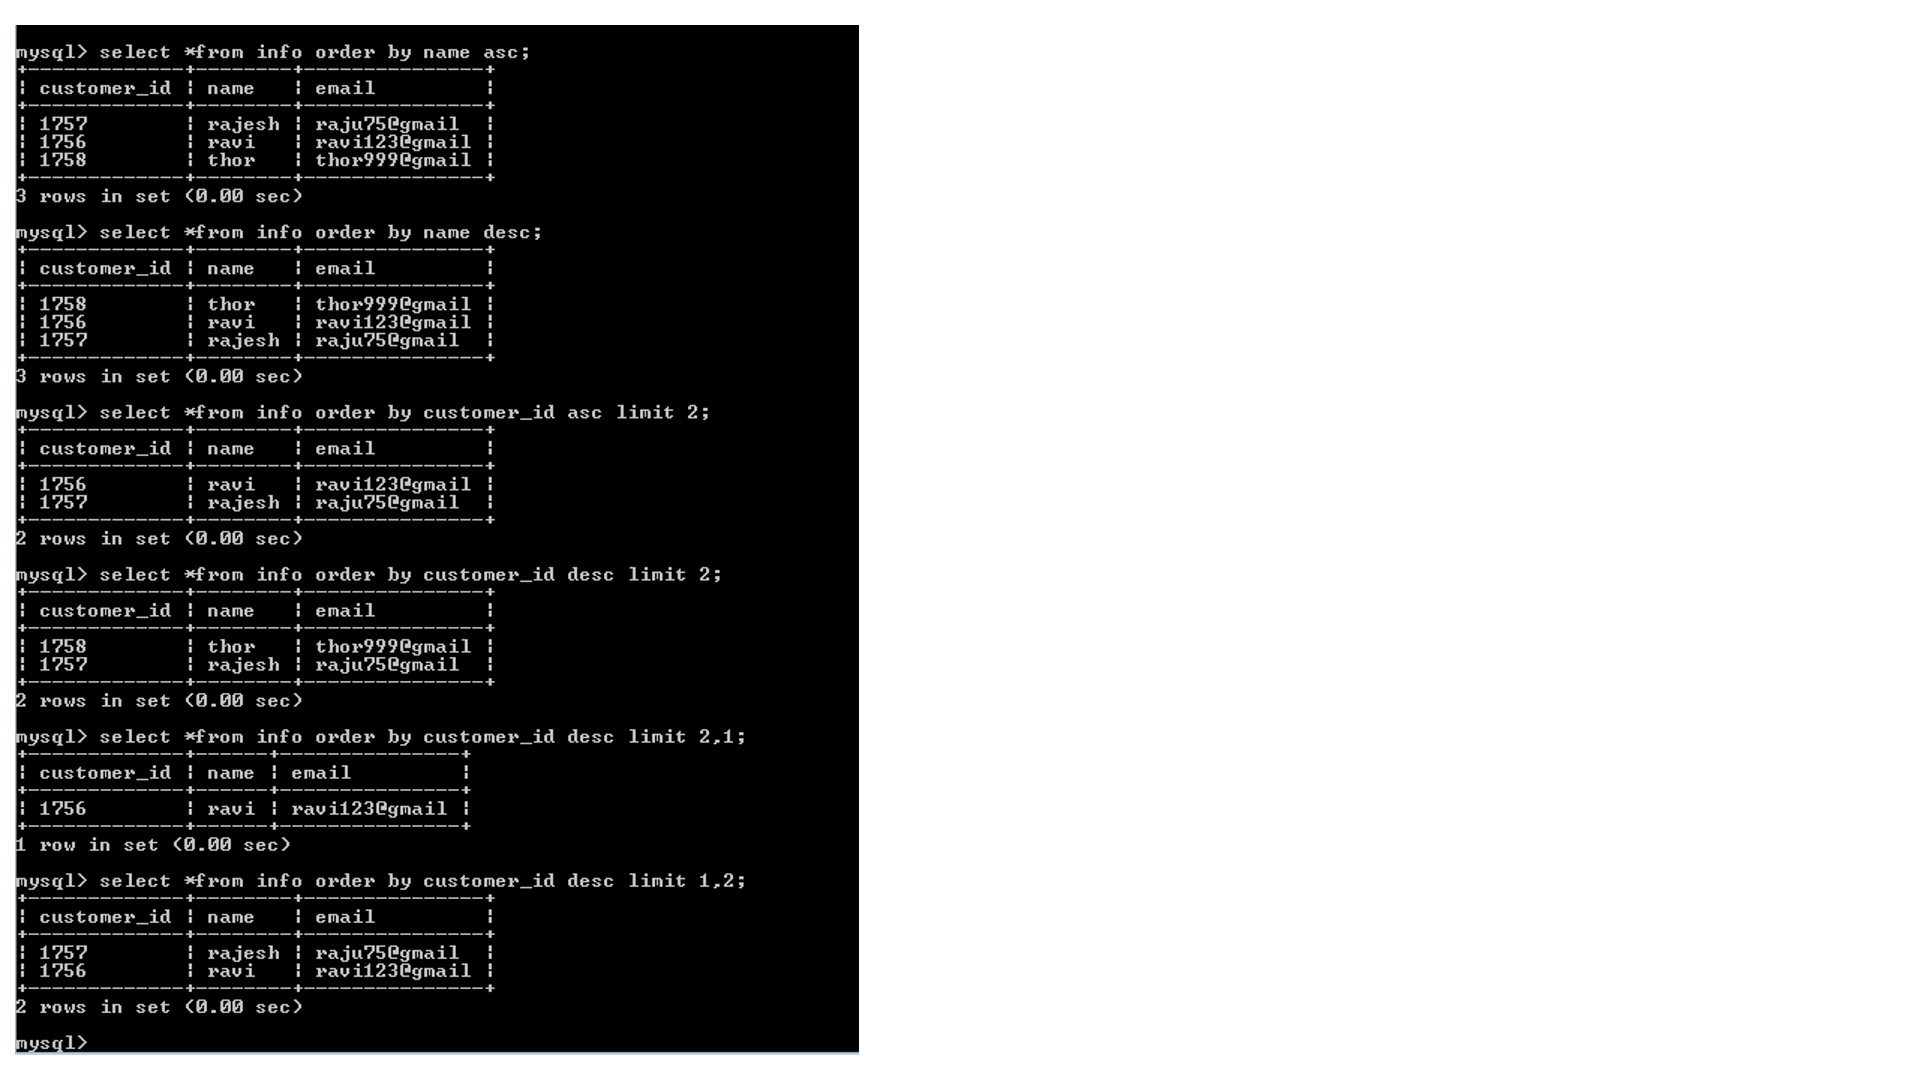 mysql> select *from info order by name asc;
+-------------+--------+---------------+
| customer_id | name   | email         |
+-------------+--------+---------------+
| 1757        | rajesh | raju75@gmail  |
| 1756        | ravi   | ravi123@gmail |
| 1758        | thor   | thor999@gmail |
+-------------+--------+---------------+
3 rows in set (0.00 sec)
mysql> select *from info order by name desc;
+-------------+--------+---------------+
| customer_id | name   | email         |
+-------------+--------+---------------+
| 1758        | thor   | thor999@gmail |
| 1756        | ravi   | ravi123@gmail |
| 1757        | rajesh | raju75@gmail  |
+-------------+--------+---------------+
3 rows in set (0.00 sec)
mysql> select *from info order by customer_id asc limit 2;
+-------------+--------+---------------+
| customer_id | name   | email         |
+-------------+--------+---------------+
| 1756        | ravi   | ravi123@gmail |
| 1757        | rajesh | raju75@gmail  |
+-------------+--------+---------------+
2 rows in set (0.00 sec)
mysql> select *from info order by customer_id desc limit 2;
+-------------+--------+---------------+
| customer_id | name   | email         |
+-------------+--------+---------------+
| 1758        | thor   | thor999@gmail |
| 1757        | rajesh | raju75@gmail  |
+-------------+--------+---------------+
2 rows in set (0.00 sec)
mysql> select *from info order by customer_id desc limit 2,1;
+-------------+------+---------------+
| customer_id | name | email         |
+-------------+------+---------------+
| 1756        | ravi | ravi123@gmail |
+-------------+------+---------------+
1 row in set (0.00 sec)
mysql> select *from info order by customer_id desc limit 1,2;
+-------------+--------+---------------+
| customer_id | name   | email         |
+-------------+--------+---------------+
| 1757        | rajesh | raju75@gmail  |
| 1756        | ravi   | ravi123@gmail |
+-------------+--------+---------------+
2 rows in set (0.00 sec)
mysql>